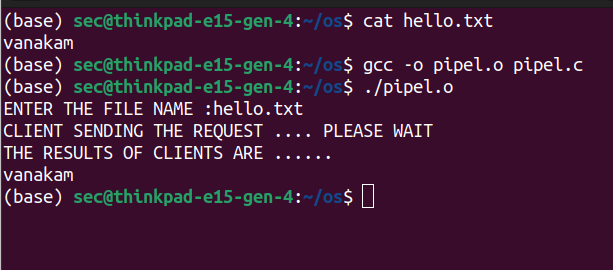 (base) sec@thinkpad-e15-gen-4:~/os$ cat hello.txt
vanakam
(base) sec@thinkpad-e15-gen-4:~/os$ gcc -o pipel.o pipel.c
(base) sec@thinkpad-e15-gen-4:~/os$ ./pipel.o
ENTER THE FILE NAME :hello.txt
CLIENT SENDING THE REQUEST .... PLEASE WAIT
THE RESULTS OF CLIENTS ARE ......
vanakam
(base) sec@thinkpad-e15-gen-4:~/os$